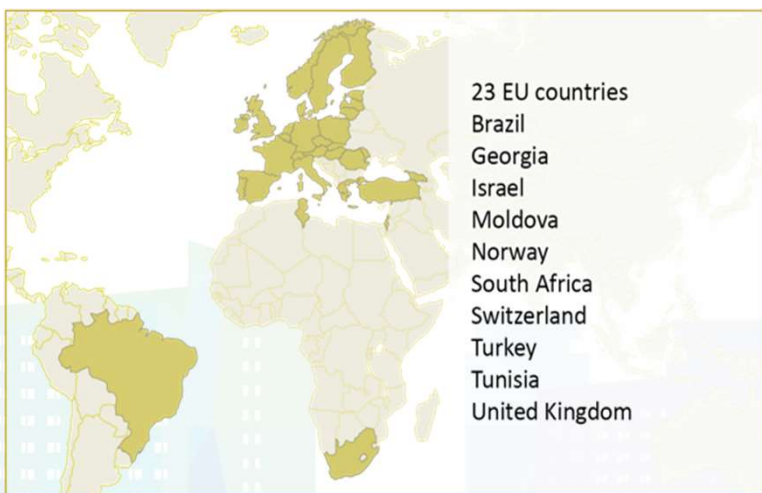 23 EU countries
Brazil
Georgia
Israel
Moldova
Norway
South Africa
Switzerland
Turkey
Tunisia
United Kingdom